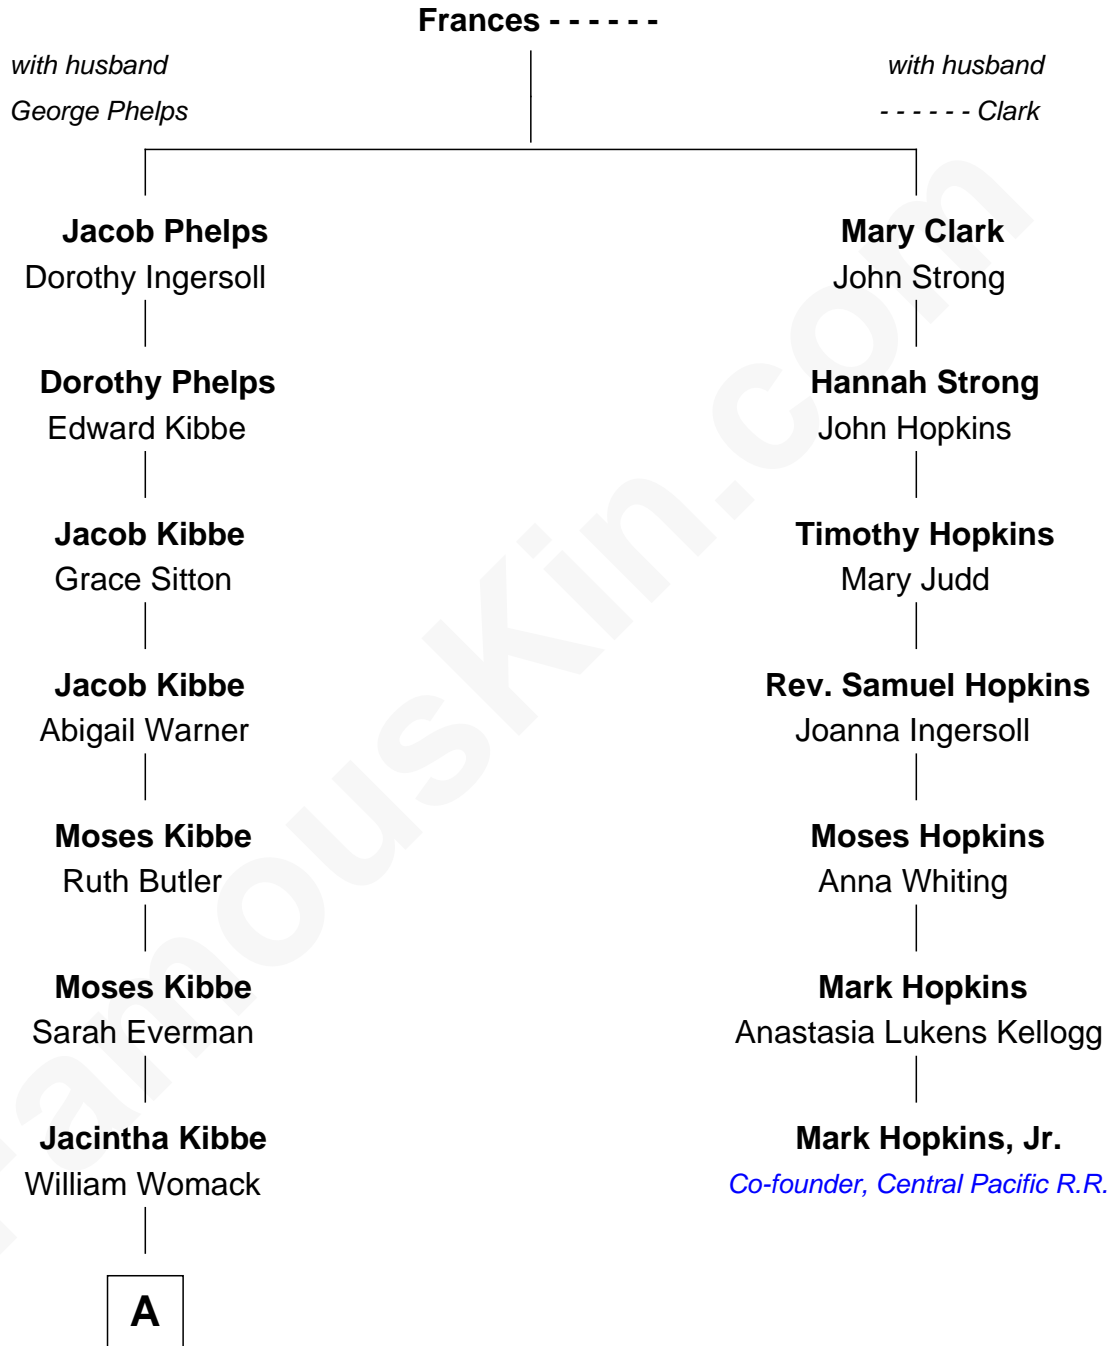 Frances - - - - - -
with husband
George Phelps
with husband
- - - - - - Clark
Jacob Phelps
Dorothy Ingersoll
Mary Clark
John Strong
Dorothy Phelps
Edward Kibbe
Hannah Strong
John Hopkins
Jacob Kibbe
Grace Sitton
Timothy Hopkins
Mary Judd
Jacob Kibbe
Abigail Warner
Rev. Samuel Hopkins
Joanna Ingersoll
Moses Kibbe
Ruth Butler
Moses Hopkins
Anna Whiting
Moses Kibbe
Sarah Everman
Mark Hopkins
Anastasia Lukens Kellogg
Jacintha Kibbe
William Womack
Mark Hopkins, Jr.
Co-founder, Central Pacific R.R.
A
FamousKin.com